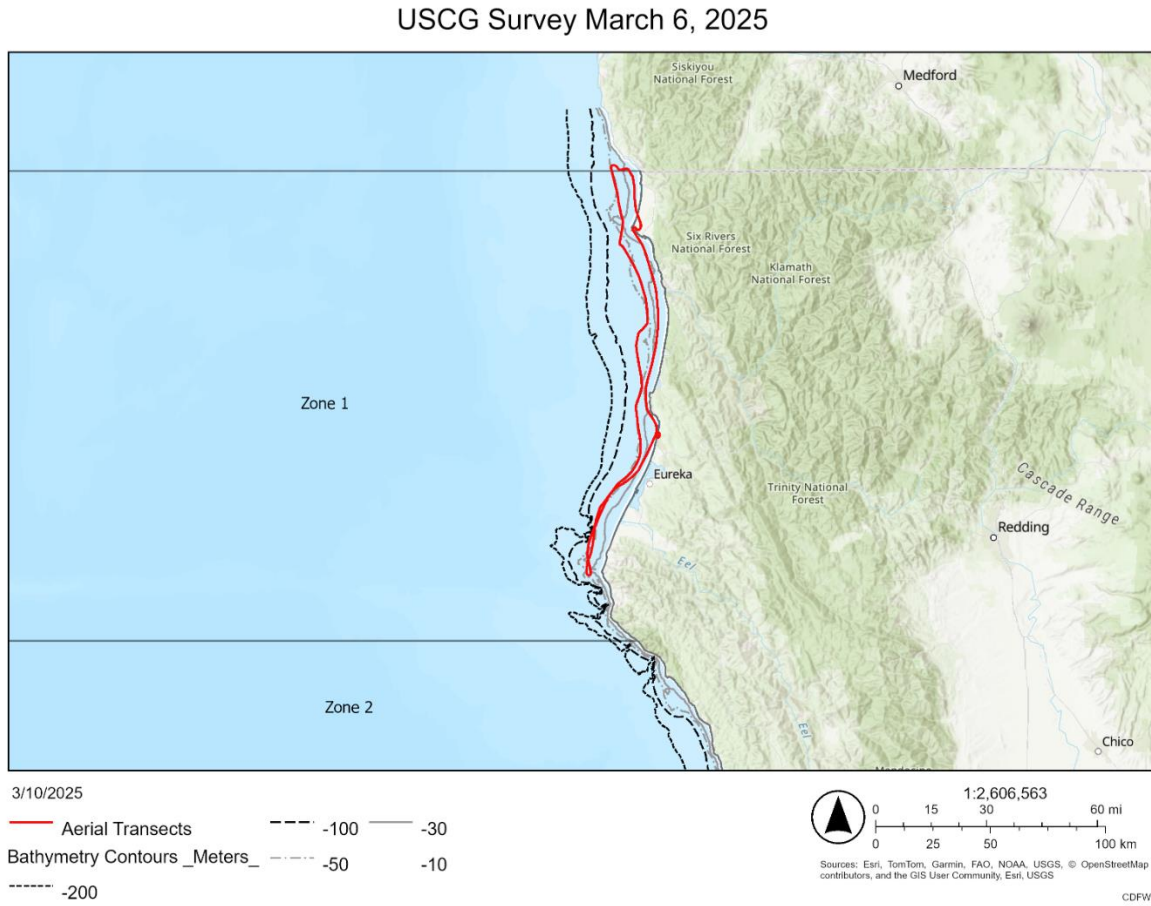 USCG Survey March 6, 2025
Siskiyou
National Forest
Medford
Six Rivers
National Forest
Klamath
National Forest
Zone 1
Eureka
Trinity National
Forest
Cascade Range
Redding
Eel
Zone 2
Eel
Chico
3/10/2025
Aerial Transects
Bathymetry Contours _Meters_
-200
-100
-50
-30
-10
1:2,606,563
0 15 30 60 mi
0 25 50 100 km
Sources: Esri, TomTom, Garmin, FAO, NOAA, USGS, © OpenStreetMap
contributors, and the GIS User Community, Esri, USGS
CDFW